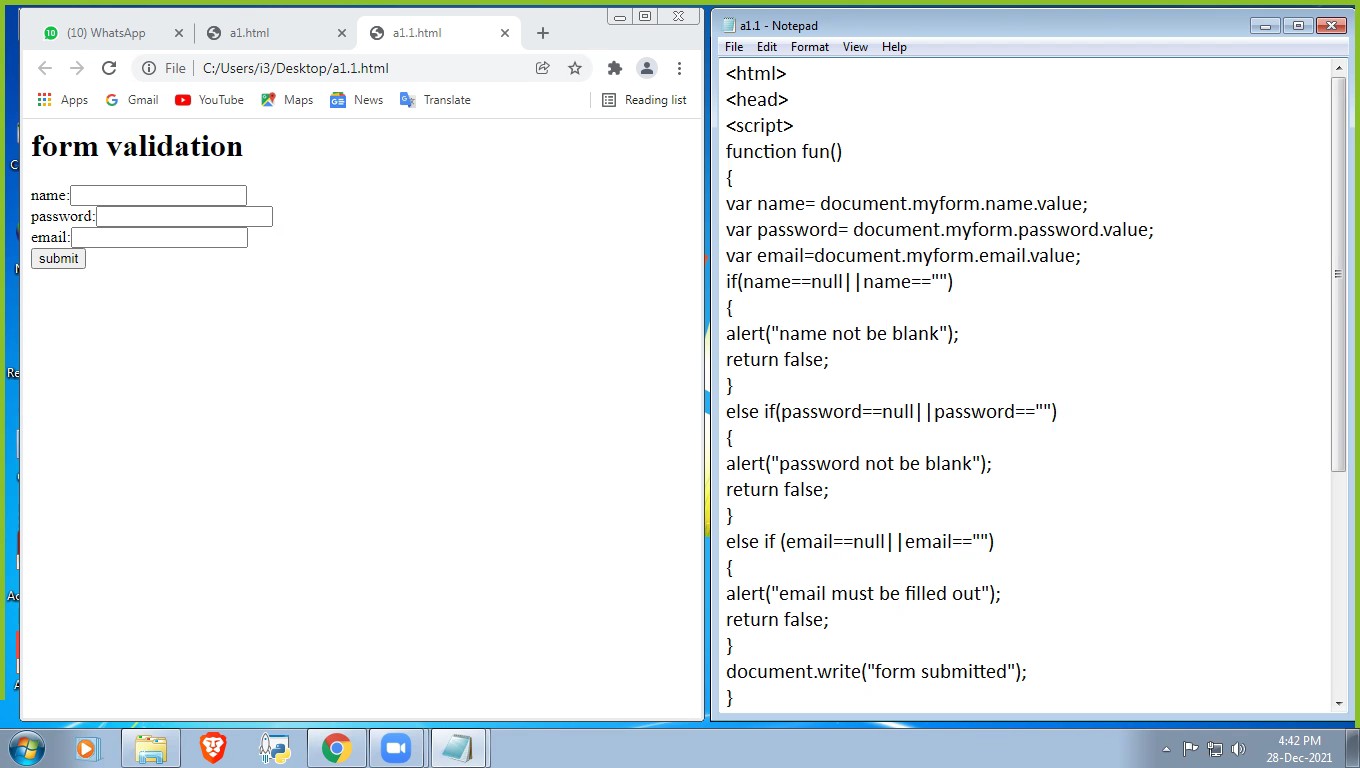 (10) WhatsApp
a1.html
a1.1.html
File
C:/Users/i3/Desktop/a1.1.html
Apps
Gmail
YouTube
Maps
News
Translate
Reading list
form validation
name:
password:
email:
submit
a1.1 - Notepad
File Edit Format View Help
<html>
<head>
<script>
function fun()
{
var name= document.myform.name.value;
var password= document.myform.password.value;
var email=document.myform.email.value;
if(name==null||name=="")
{
alert("name not be blank");
return false;
}
else if(password==null||password=="")
{
alert("password not be blank");
return false;
}
else if (email==null||email=="")
{
alert("email must be filled out");
return false;
}
document.write("form submitted");
}
4:42 PM
28-Dec-2021